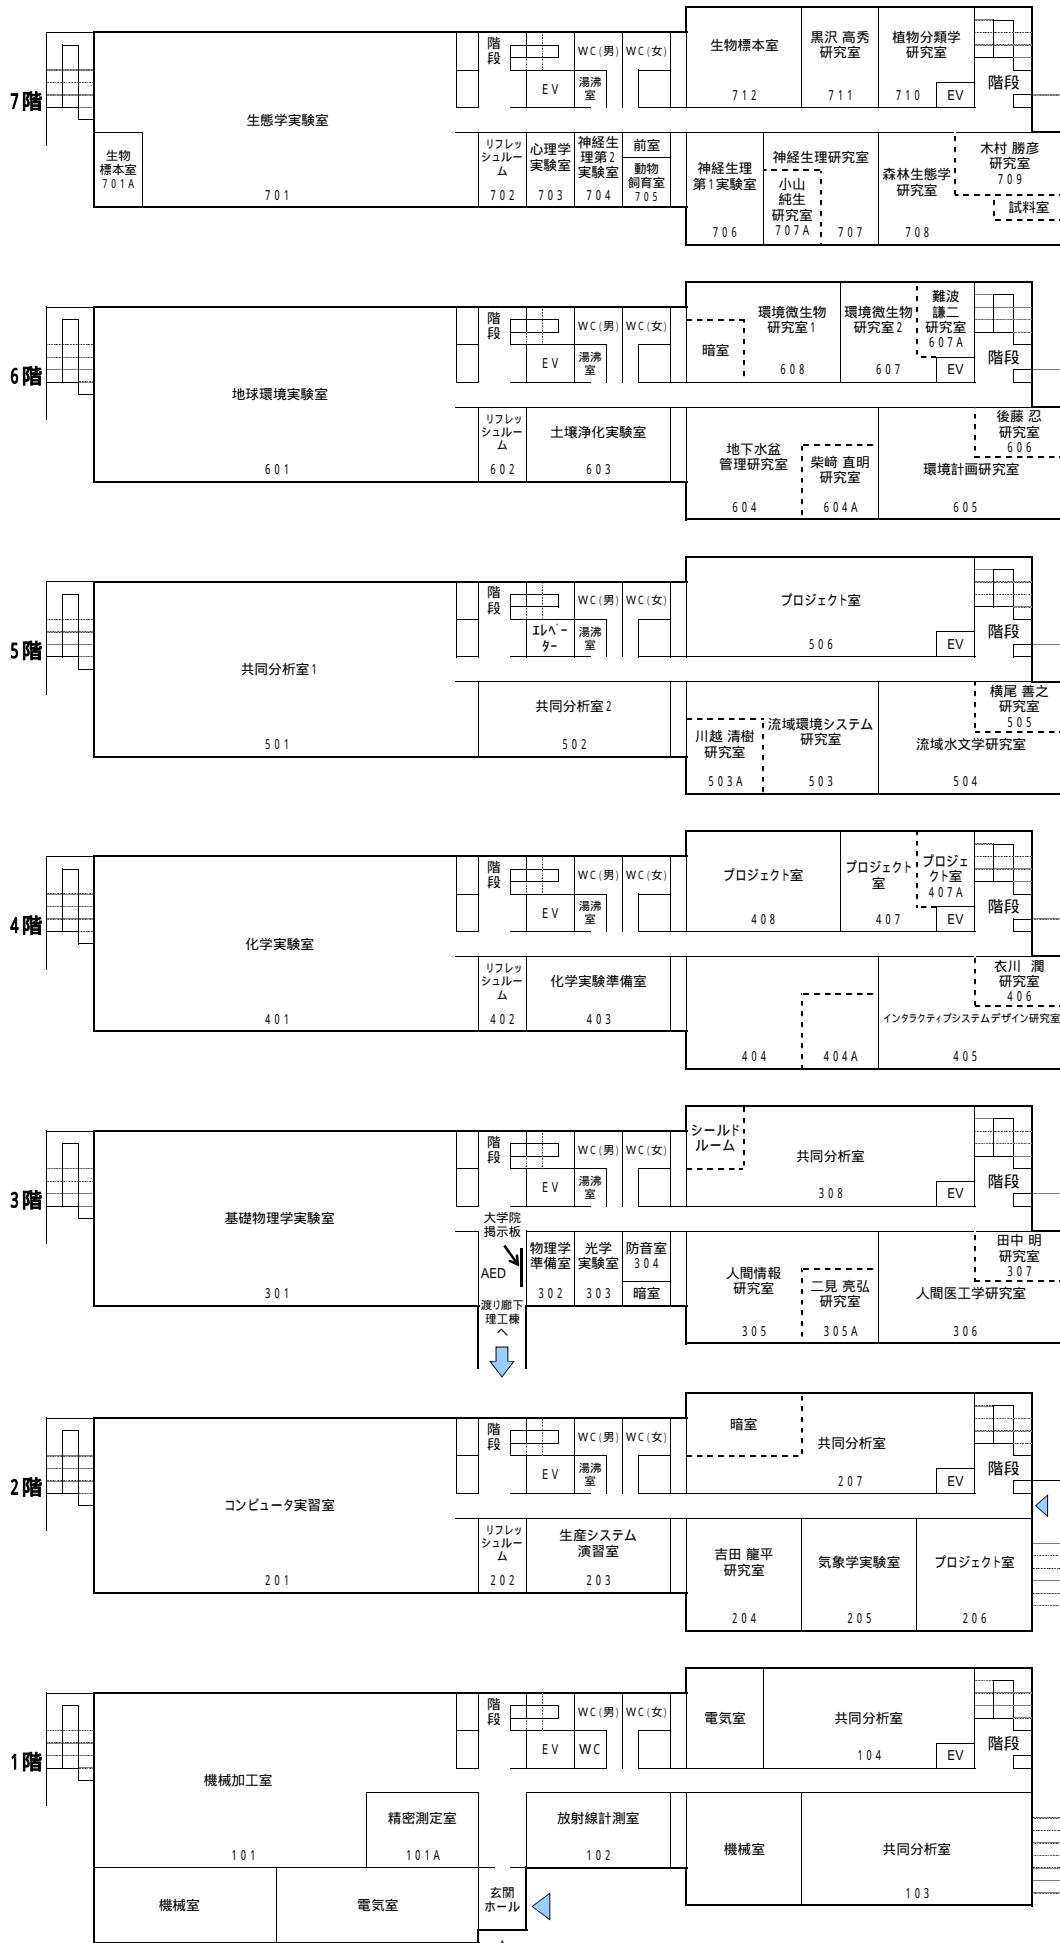 7階
階
段
WC(男)
WC(女)
EV
湯沸
室
生物標本室
712
黒沢 高秀
研究室
711
植物分類学
研究室
710
EV
階段
生態学実験室
701
生物
標本室
701A
リフレッ
シュルー
ム
702
心理学
実験室
703
神経生
理第2
実験室
704
前室
動物
飼育室
705
神経生理
第1実験室
706
神経生理研究室
小山
純生
研究室
707A
707
森林生態学
研究室
708
木村 勝彦
研究室
709
試料室
6階
階
段
WC(男)
WC(女)
EV
湯沸
室
暗室
環境微生物
研究室1
608
環境微生物
研究室2
607
難波
謙二
研究室
607A
EV
階段
地球環境実験室
601
リフレッ
シュルー
ム
602
土壌浄化実験室
603
地下水盆
管理研究室
604
柴﨑 直明
研究室
604A
環境計画研究室
605
後藤 忍
研究室
606
5階
階
段
WC(男)
WC(女)
エレベー
ター
湯沸
室
プロジェクト室
506
EV
階段
共同分析室1
501
共同分析室2
502
川越 清樹
研究室
503A
流域環境システム
研究室
503
流域水文学研究室
504
横尾 善之
研究室
505
4階
階
段
WC(男)
WC(女)
EV
湯沸
室
プロジェクト室
408
プロジェクト
室
407
プロジェ
クト室
407A
EV
階段
化学実験室
401
リフレッ
シュルー
ム
402
化学実験準備室
403
404
404A
インタラクティブシステムデザイン研究室
405
衣川 潤
研究室
406
3階
階
段
WC(男)
WC(女)
EV
湯沸
室
シールド
ルーム
共同分析室
308
EV
階段
基礎物理学実験室
301
大学院
掲示板
AED
渡り廊下
理工棟
へ
物理学
準備室
302
光学
実験室
303
防音室
304
暗室
人間情報
研究室
305
二見 亮弘
研究室
305A
人間医工学研究室
306
田中 明
研究室
307
2階
階
段
WC(男)
WC(女)
EV
湯沸
室
暗室
共同分析室
207
EV
階段
コンピュータ実習室
201
リフレッ
シュルー
ム
202
生産システム
演習室
203
吉田 龍平
研究室
204
気象学実験室
205
プロジェクト室
206
1階
階
段
WC(男)
WC(女)
EV
WC
電気室
共同分析室
104
EV
階段
機械加工室
101
精密測定室
101A
放射線計測室
102
機械室
共同分析室
103
機械室
電気室
玄関
ホール